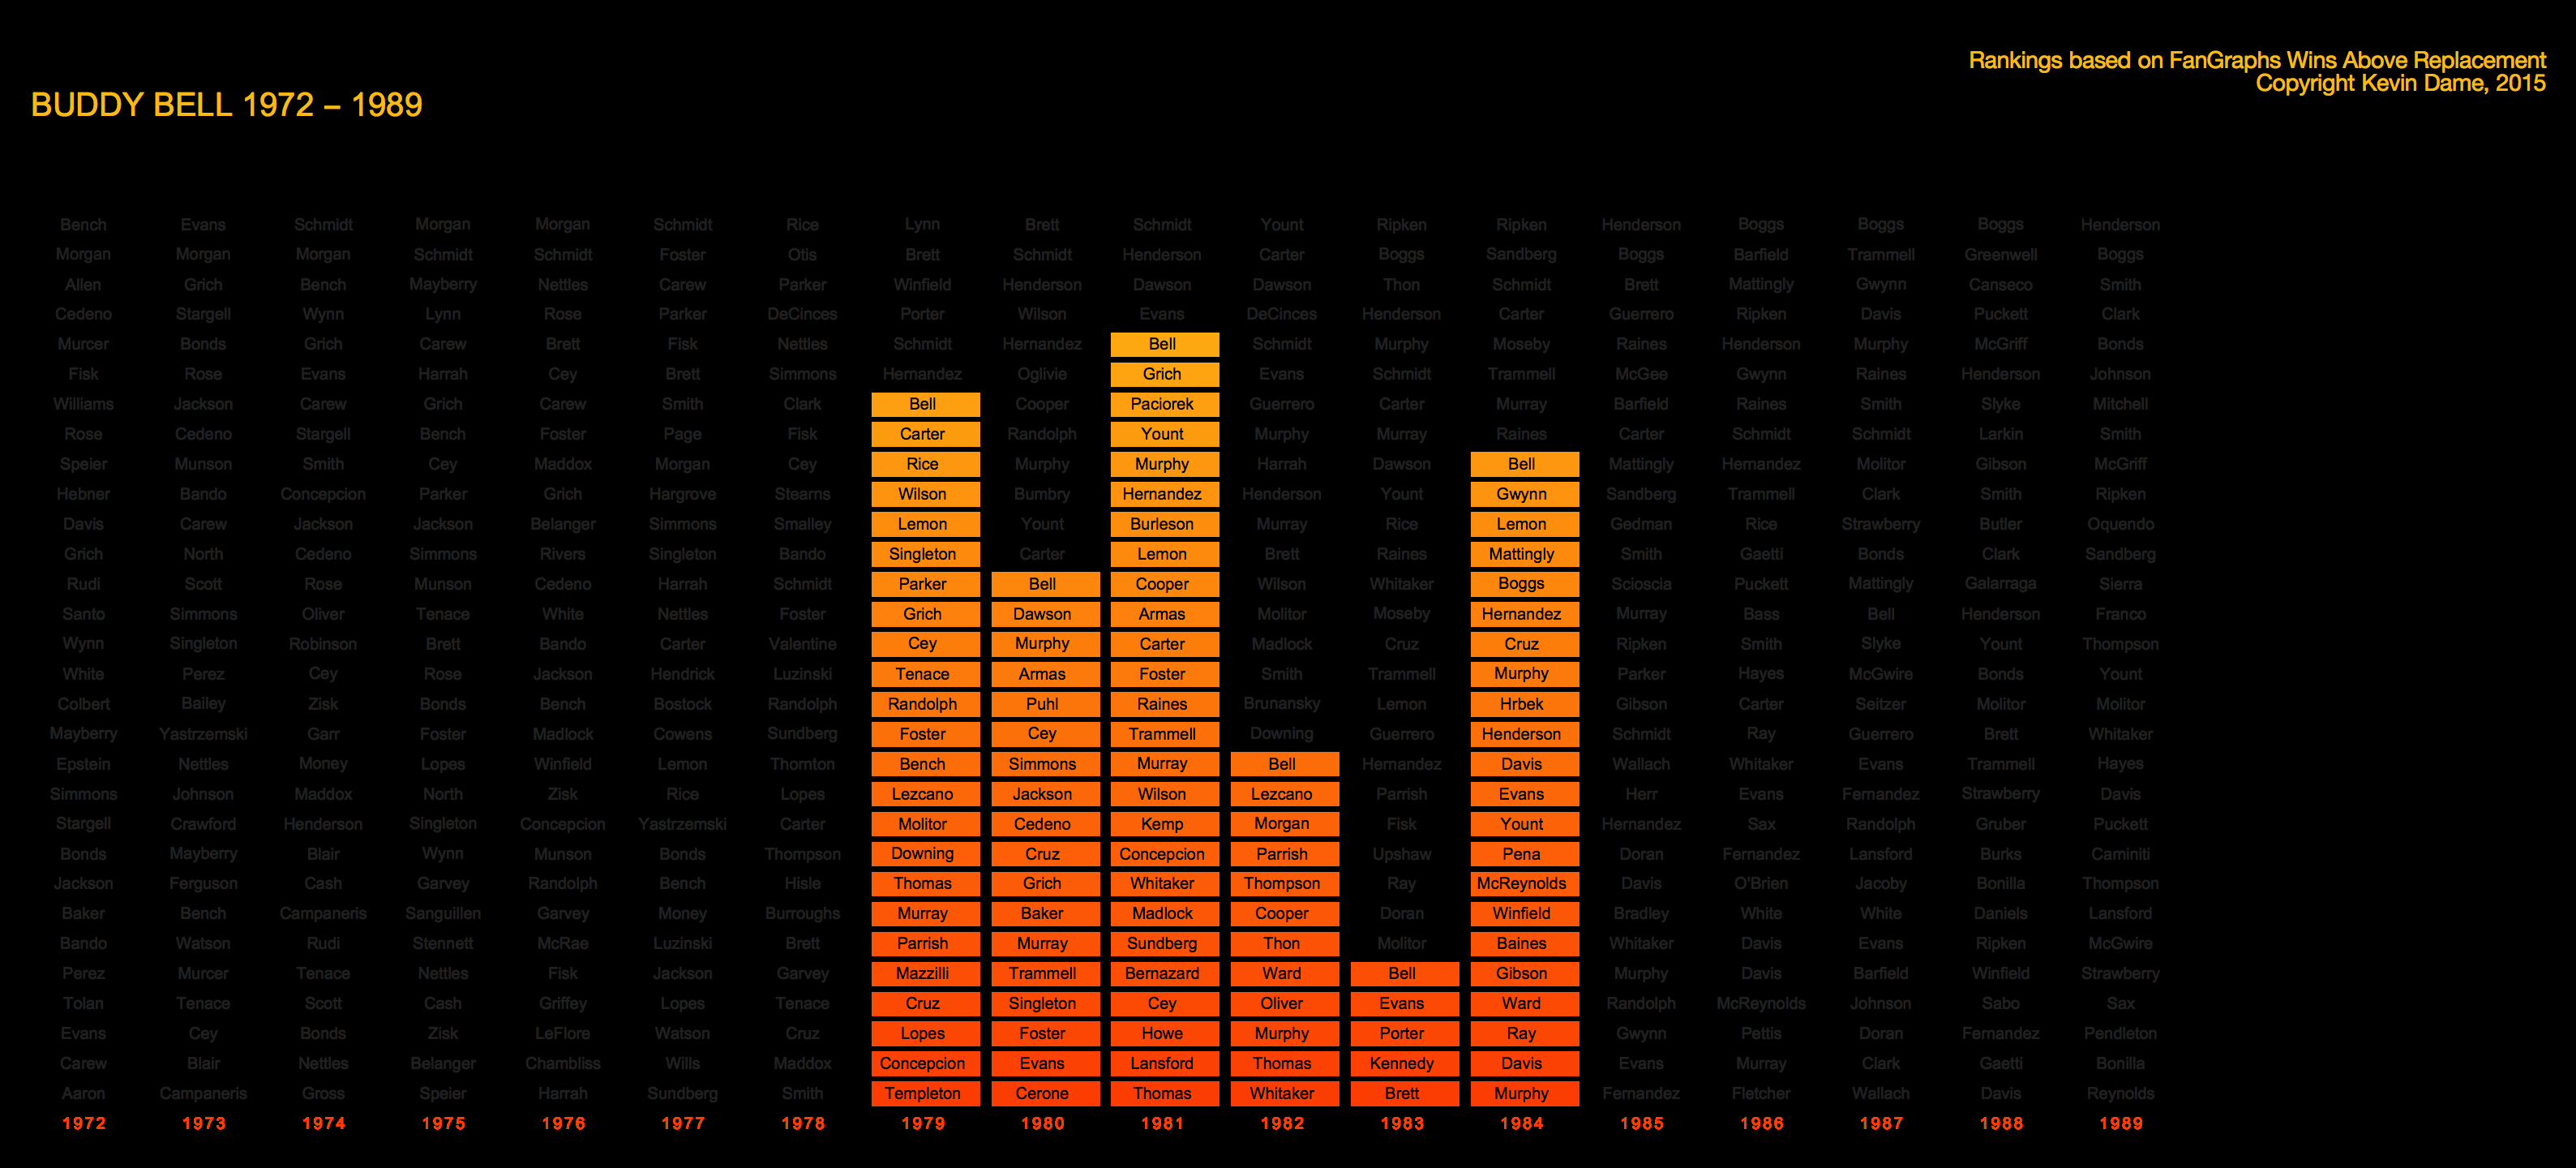 Rankings based on FanGraphs Wins Above Replacement
Copyright Kevin Dame, 2015
BUDDY BELL 1972 – 1989
Bench Evans Schmidt Morgan Morgan Schmidt Rice Lynn Brett Schmidt Yount Ripken Ripken Henderson Boggs Boggs Boggs Henderson
Morgan Morgan Morgan Schmidt Schmidt Foster Otis Brett Schmidt Henderson Carter Boggs Sandberg Boggs Barfield Trammell Greenwell Boggs
Allen Grich Bench Mayberry Nettles Carew Parker Winfield Henderson Dawson Dawson Thon Schmidt Brett Mattingly Gwynn Canseco Smith
Cedeno Stargell Wynn Lynn Rose Parker DeCinces Porter Wilson Evans DeCinces Henderson Carter Guerrero Ripken Davis Puckett Clark
Murcer Bonds Grich Carew Brett Fisk Nettles Schmidt Hernandez Bell Schmidt Murphy Moseby Raines Henderson Murphy McGriff Bonds
Fisk Rose Evans Harrah Cey Brett Simmons Hernandez Oglivie Grich Evans Schmidt Trammell McGee Gwynn Raines Henderson Johnson
Williams Jackson Carew Grich Carew Smith Clark Bell Cooper Paciorek Guerrero Carter Murray Barfield Raines Smith Slyke Mitchell
Rose Cedeno Stargell Bench Foster Page Fisk Carter Randolph Yount Murphy Murray Raines Carter Schmidt Schmidt Larkin Smith
Speier Munson Smith Cey Maddox Morgan Cey Rice Murphy Murphy Harrah Dawson Bell Mattingly Hernandez Molitor Gibson McGriff
Hebner Bando Concepcion Parker Grich Hargrove Stearns Wilson Bumbry Hernandez Henderson Yount Gwynn Sandberg Trammell Clark Smith Ripken
Davis Carew Jackson Jackson Belanger Simmons Smalley Lemon Yount Burleson Murray Rice Lemon Gedman Rice Strawberry Butler Oquendo
Grich North Cedeno Simmons Rivers Singleton Bando Singleton Carter Lemon Brett Raines Mattingly Smith Gaetti Bonds Clark Sandberg
Rudi Scott Rose Munson Cedeno Harrah Schmidt Parker Bell Cooper Wilson Whitaker Boggs Scioscia Puckett Mattingly Galarraga Sierra
Santo Simmons Oliver Tenace White Nettles Foster Grich Dawson Armas Molitor Moseby Hernandez Murray Bass Bell Henderson Franco
Wynn Singleton Robinson Brett Bando Carter Valentine Cey Murphy Carter Madlock Cruz Cruz Ripken Smith Slyke Yount Thompson
White Perez Cey Rose Jackson Hendrick Luzinski Tenace Armas Foster Smith Trammell Murphy Parker Hayes McGwire Bonds Yount
Colbert Bailey Zisk Bonds Bench Bostock Randolph Randolph Puhl Raines Brunansky Lemon Hrbek Gibson Carter Seitzer Molitor Molitor
Mayberry Yastrzemski Garr Foster Madlock Cowens Sundberg Foster Cey Trammell Downing Guerrero Henderson Schmidt Ray Guerrero Brett Whitaker
Epstein Nettles Money Lopes Winfield Lemon Thornton Bench Simmons Murray Bell Hernandez Davis Wallach Whitaker Evans Trammell Hayes
Simmons Johnson Maddox North Zisk Rice Lopes Lezcano Jackson Wilson Lezcano Parrish Evans Herr Evans Fernandez Strawberry Davis
Stargell Crawford Henderson Singleton Concepcion Yastrzemski Carter Molitor Cedeno Kemp Morgan Fisk Yount Hernandez Sax Randolph Gruber Puckett
Bonds Mayberry Blair Wynn Munson Bonds Thompson Downing Cruz Concepcion Parrish Upshaw Pena Doran Fernandez Lansford Burks Caminiti
Jackson Ferguson Cash Garvey Randolph Bench Hisle Thomas Grich Whitaker Thompson Ray McReynolds Davis O'Brien Jacoby Bonilla Thompson
Baker Bench Campaneris Sanguillen Garvey Money Burroughs Murray Baker Madlock Cooper Doran Winfield Bradley White White Daniels Lansford
Bando Watson Rudi Stennett McRae Luzinski Brett Parrish Murray Sundberg Thon Molitor Baines Whitaker Davis Evans Ripken McGwire
Perez Murcer Tenace Nettles Fisk Jackson Garvey Mazzilli Trammell Bernazard Ward Bell Gibson Murphy Davis Barfield Winfield Strawberry
Tolan Tenace Scott Cash Griffey Lopes Tenace Cruz Singleton Cey Oliver Evans Ward Randolph McReynolds Johnson Sabo Sax
Evans Cey Bonds Zisk LeFlore Watson Cruz Lopes Foster Howe Murphy Porter Ray Gwynn Pettis Doran Fernandez Pendleton
Carew Blair Nettles Belanger Chambliss Wills Maddox Concepcion Evans Lansford Thomas Kennedy Davis Evans Murray Clark Gaetti Bonilla
Aaron Campaneris Gross Speier Harrah Sundberg Smith Templeton Cerone Thomas Whitaker Brett Murphy Fernandez Fletcher Wallach Davis Reynolds
1972 1973 1974 1975 1976 1977 1978 1979 1980 1981 1982 1983 1984 1985 1986 1987 1988 1989